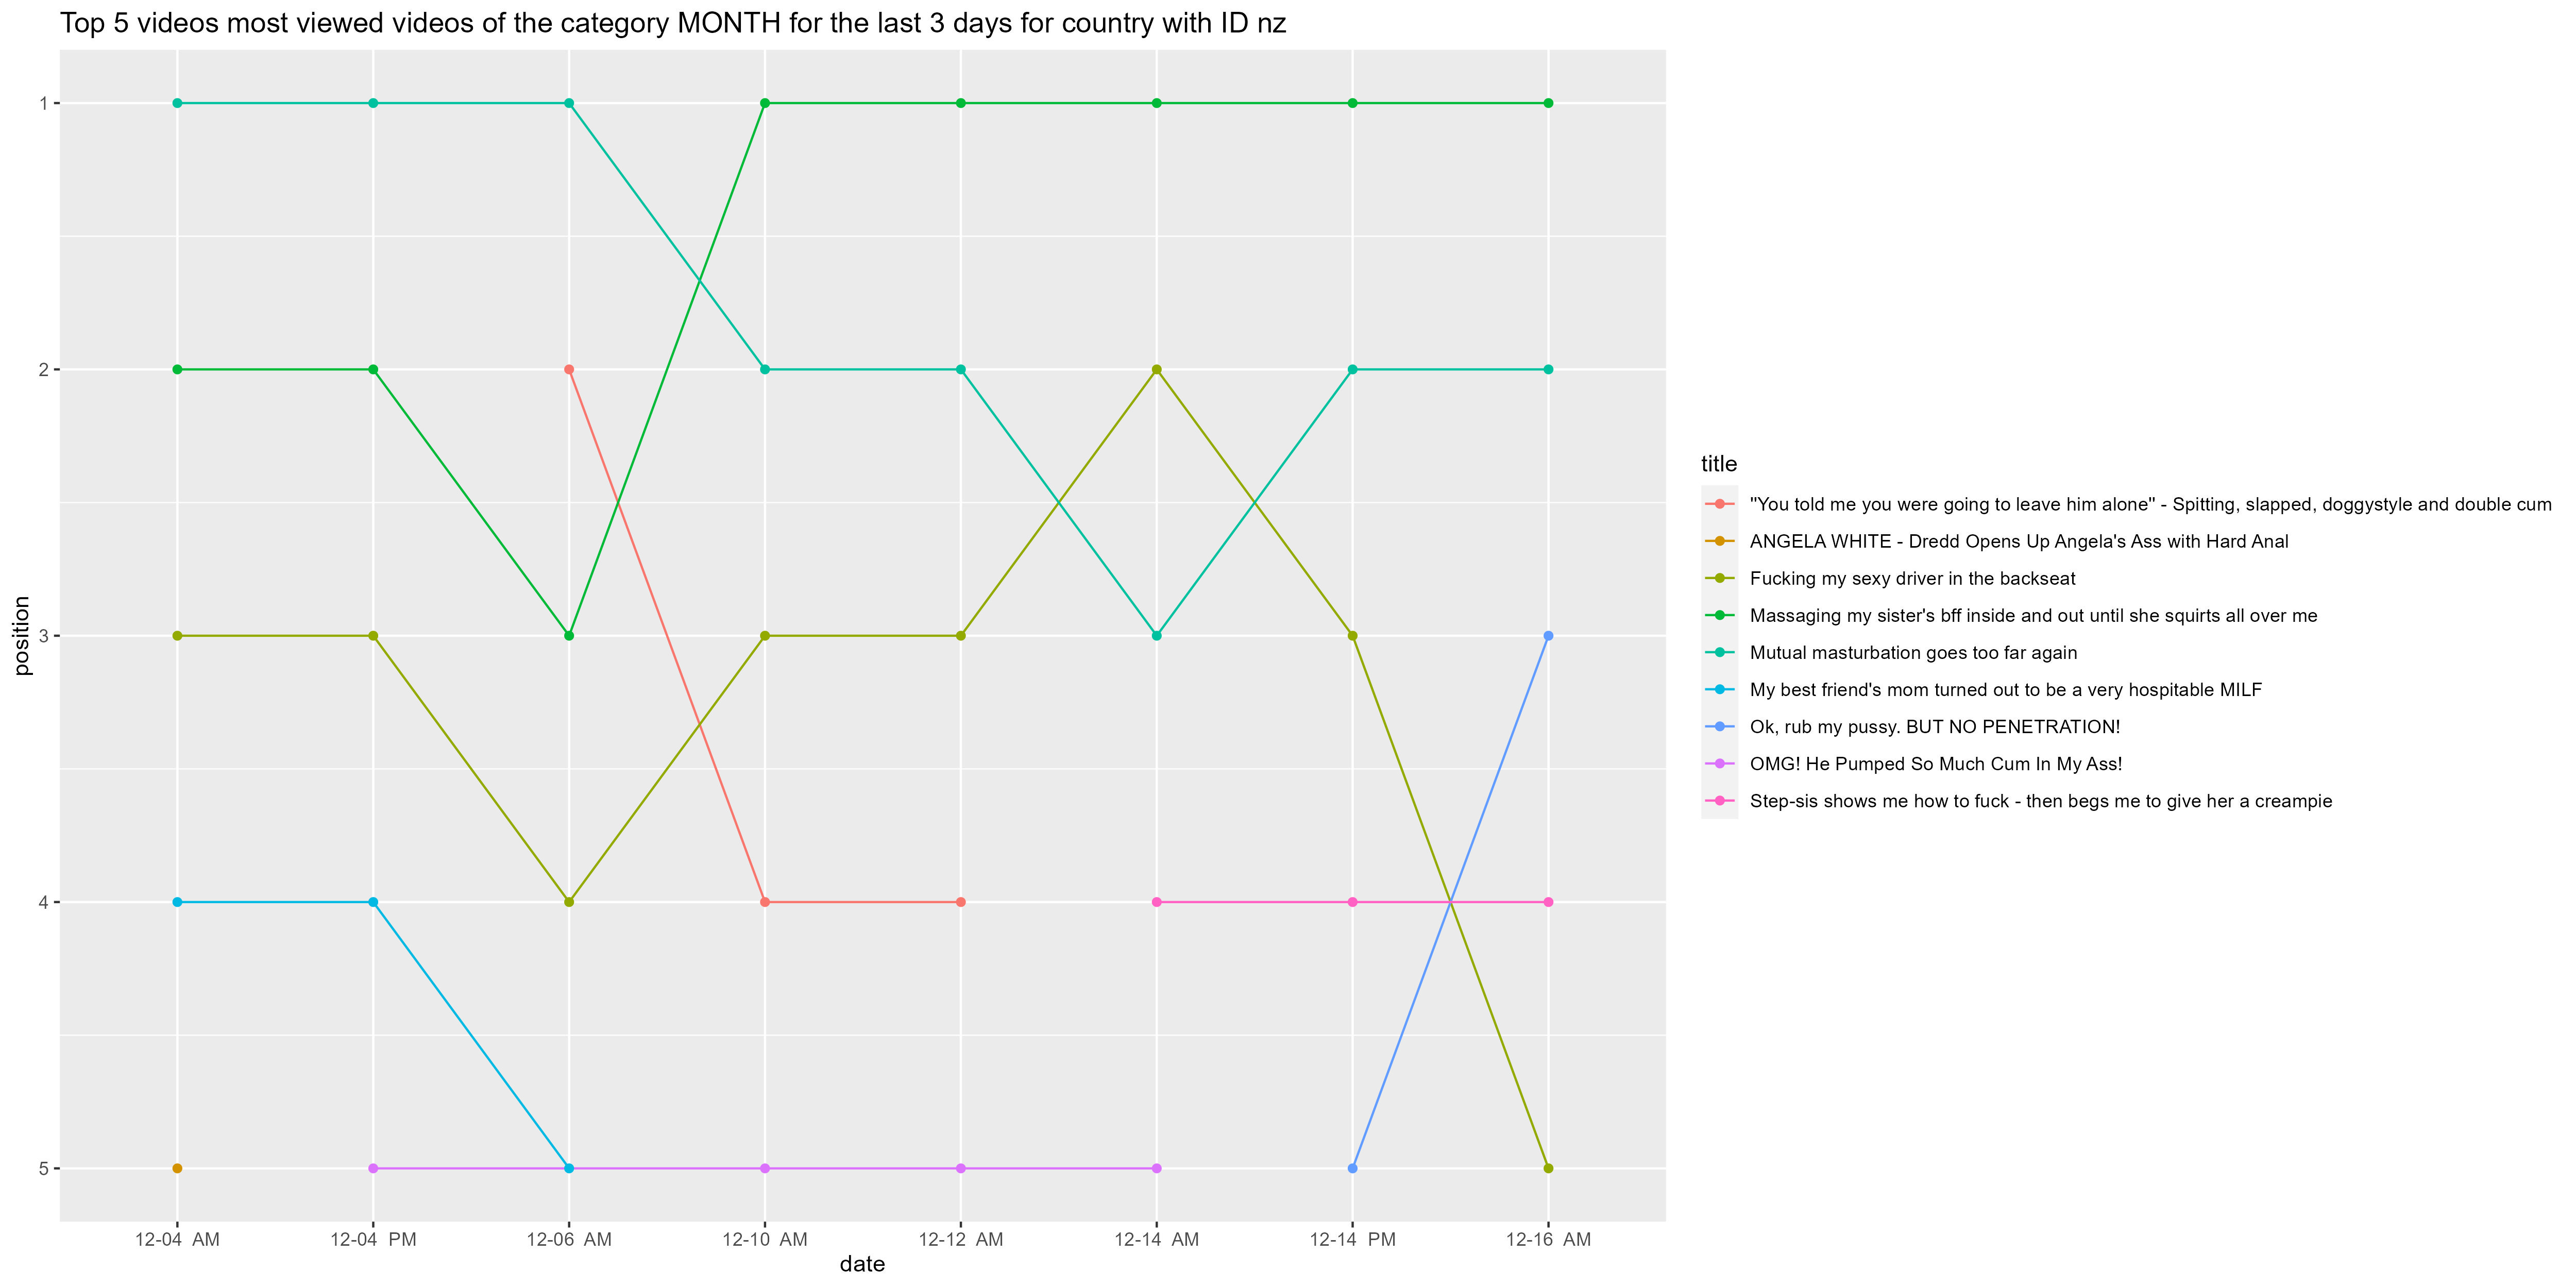 Top 5 videos most viewed videos of the category MONTH for the last 3 days for country with ID nz
position
1
2
3
4
5
12-04 AM
12-04 PM
12-06 AM
12-10 AM
12-12 AM
12-14 AM
12-14 PM
12-16 AM
date
title
"You told me you were going to leave him alone" - Spitting, slapped, doggystyle and double cum
ANGELA WHITE - Dredd Opens Up Angela's Ass with Hard Anal
Fucking my sexy driver in the backseat
Massaging my sister's bff inside and out until she squirts all over me
Mutual masturbation goes too far again
My best friend's mom turned out to be a very hospitable MILF
Ok, rub my pussy. BUT NO PENETRATION!
OMG! He Pumped So Much Cum In My Ass!
Step-sis shows me how to fuck - then begs me to give her a creampie